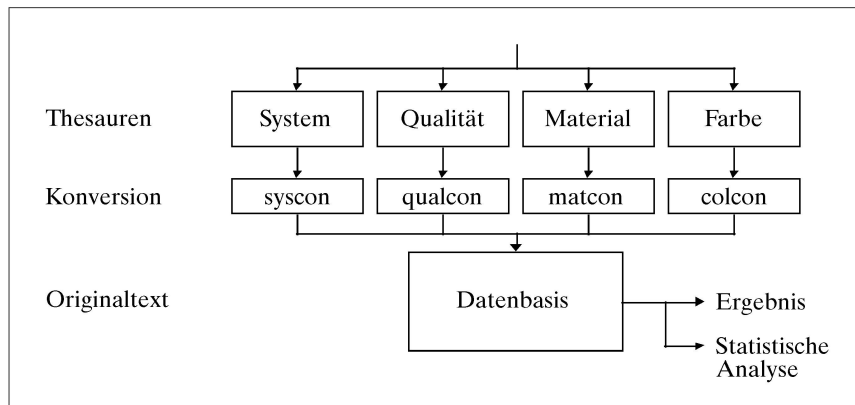 Thesauren System Qualität Material Farbe
Konversion syscon qualcon matcon colcon
Originaltext Datenbasis Ergebnis
Statistische
Analyse